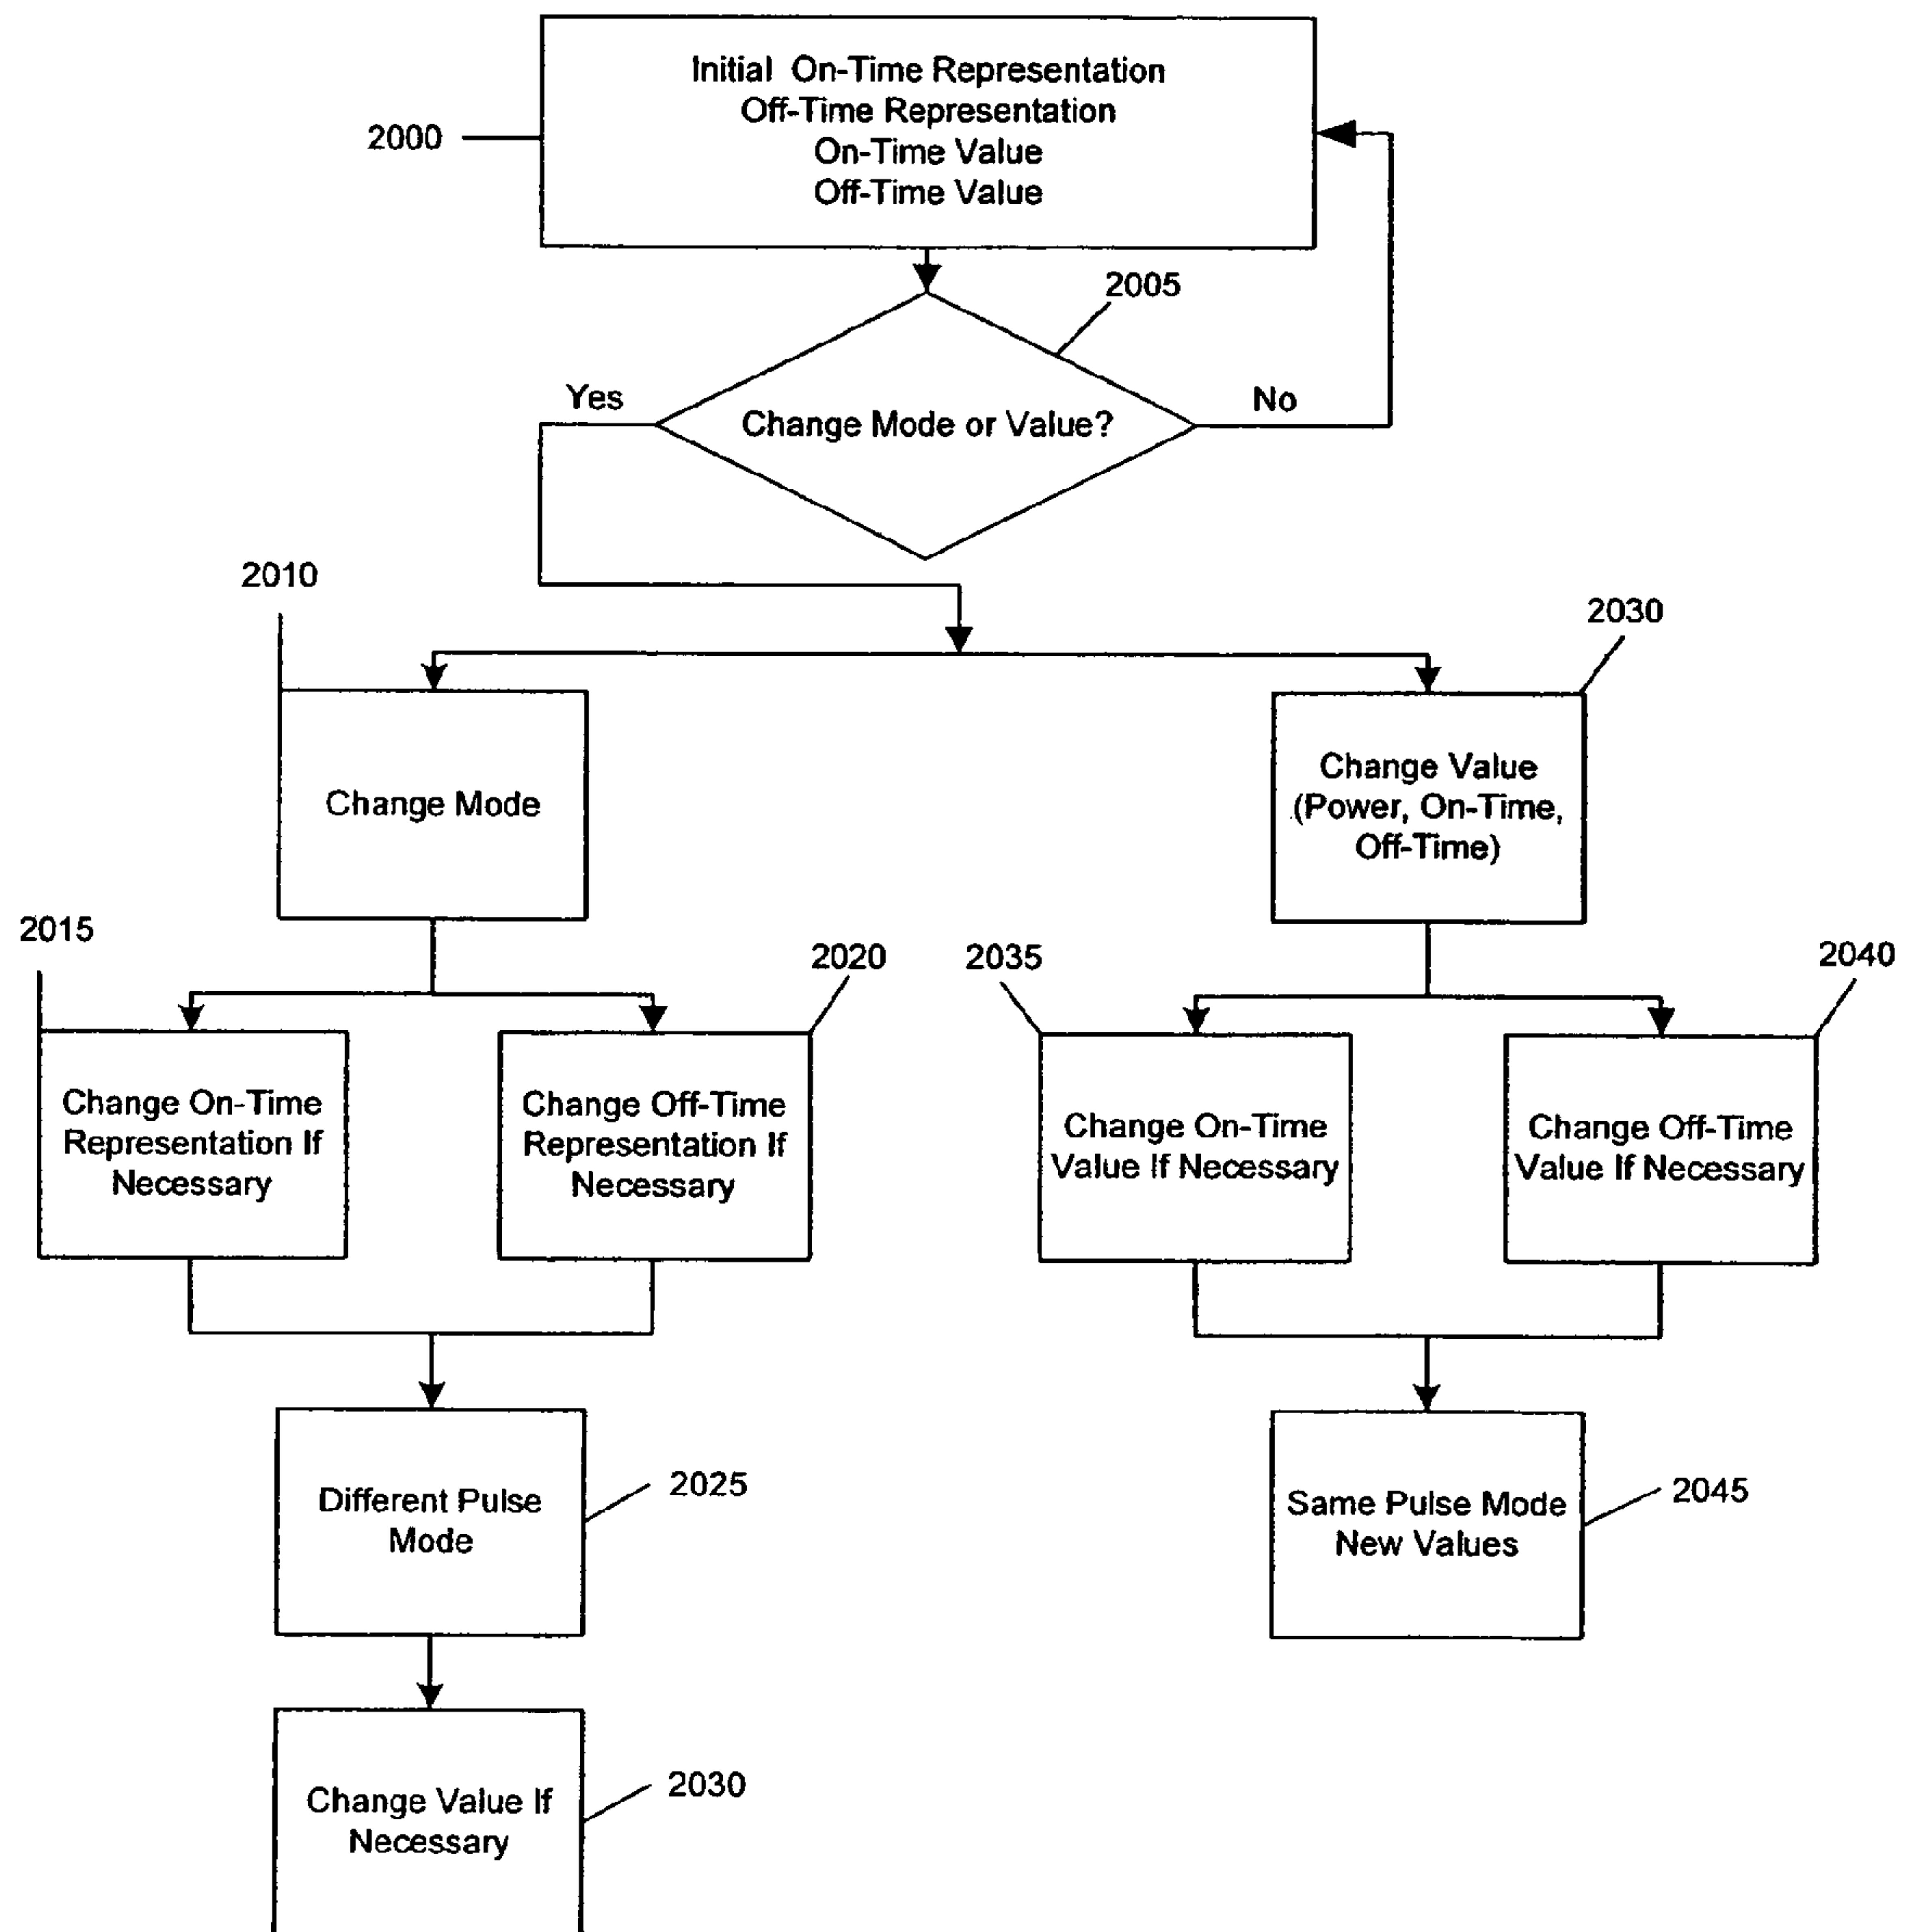 Initial On-Time Representation
Off-Time Representation
On-Time Value
Off-Time Value
2000
2005
Change Mode or Value?
Yes
No
2010
2030
Change Mode
Change Value
(Power, On-Time,
Off-Time)
2015
2020
2035
2040
Change On-Time
Representation If
Necessary
Change Off-Time
Representation If
Necessary
Change On-Time
Value If Necessary
Change Off-Time
Value If Necessary
Different Pulse
Mode
2025
Same Pulse Mode
New Values
2045
Change Value If
Necessary
2030